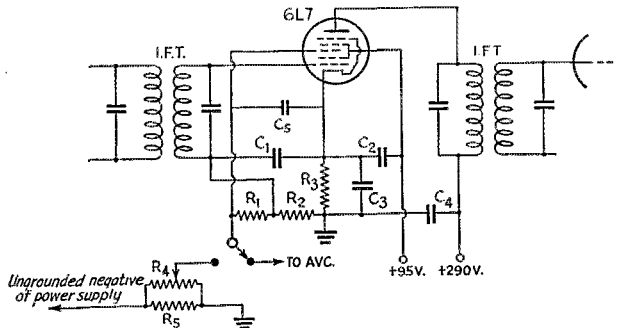 6L7
I.F.T.
I.F.T
C5
C1
C2
R3
C3
R1
R2
C4
TO AVC.
+95V.
+290V.
R4
Ungrounded negative
of power supply
R5